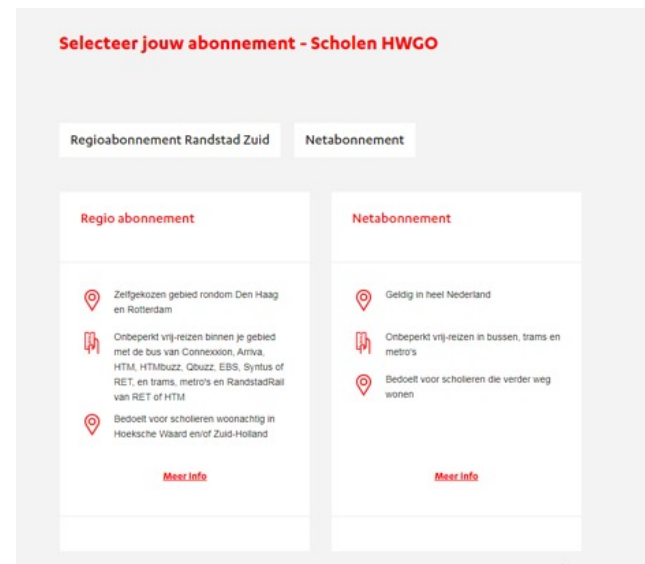 Selecteer jouw abonnement - Scholen HWGO
Regioabonnement Randstad Zuid
Netabonnement
Regio abonnement
Zelfgekozen gebied rondom Den Haag
en Rotterdam
Onbeperkt vrij-reizen binnen je gebied
met de bus van Connexxion, Arriva,
HTM, HTMbuzz, Qbuzz, EBS, Syntus of
RET, en trams, metro's en RandstadRail
van RET of HTM
Bedoelt voor scholieren woonachtig in
Hoeksche Waard en/of Zuid-Holland
Meer info
Netabonnement
Geldig in heel Nederland
Onbeperkt vrij-reizen in bussen, trams en
metro's
Bedoelt voor scholieren die verder weg
wonen
Meer info